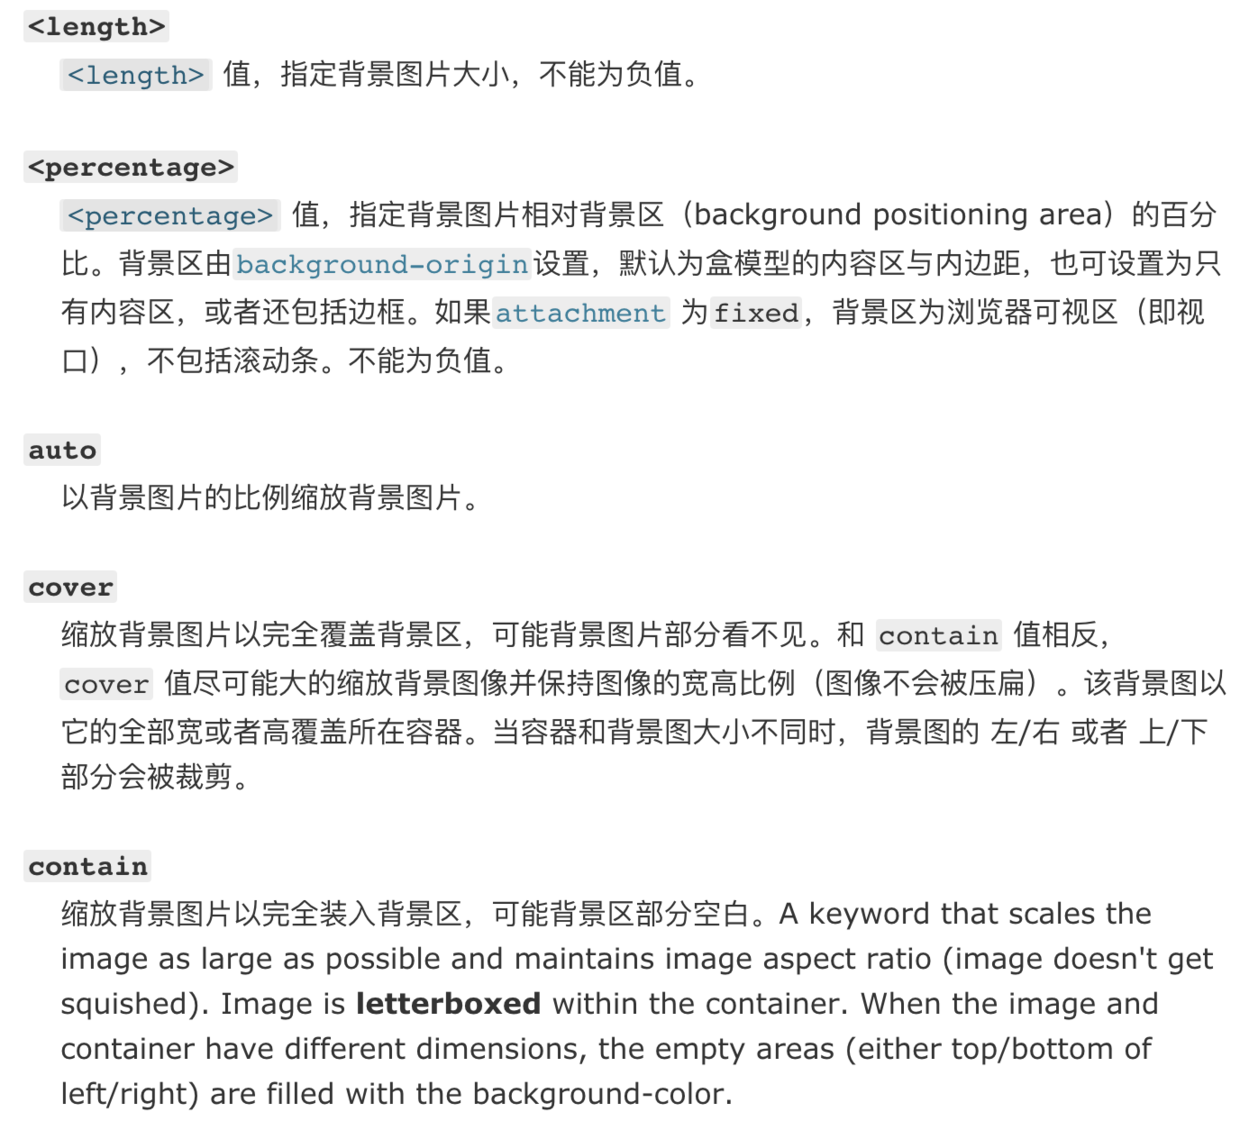 <length>
<length> 值，指定背景图片大小，不能为负值。
<percentage>
<percentage> 值，指定背景图片相对背景区（background positioning area）的百分
比。背景区由background-origin设置，默认为盒模型的内容区与内边距，也可设置为只
有内容区，或者还包括边框。如果attachment 为fixed，背景区为浏览器可视区（即视
口），不包括滚动条。不能为负值。
auto
以背景图片的比例缩放背景图片。
cover
缩放背景图片以完全覆盖背景区，可能背景图片部分看不见。和 contain 值相反，
cover 值尽可能大的缩放背景图像并保持图像的宽高比例（图像不会被压扁）。该背景图以
它的全部宽或者高覆盖所在容器。当容器和背景图大小不同时，背景图的 左/右 或者 上/下
部分会被裁剪。
contain
缩放背景图片以完全装入背景区，可能背景区部分空白。A keyword that scales the
image as large as possible and maintains image aspect ratio (image doesn't get
squished). Image is letterboxed within the container. When the image and
container have different dimensions, the empty areas (either top/bottom of
left/right) are filled with the background-color.